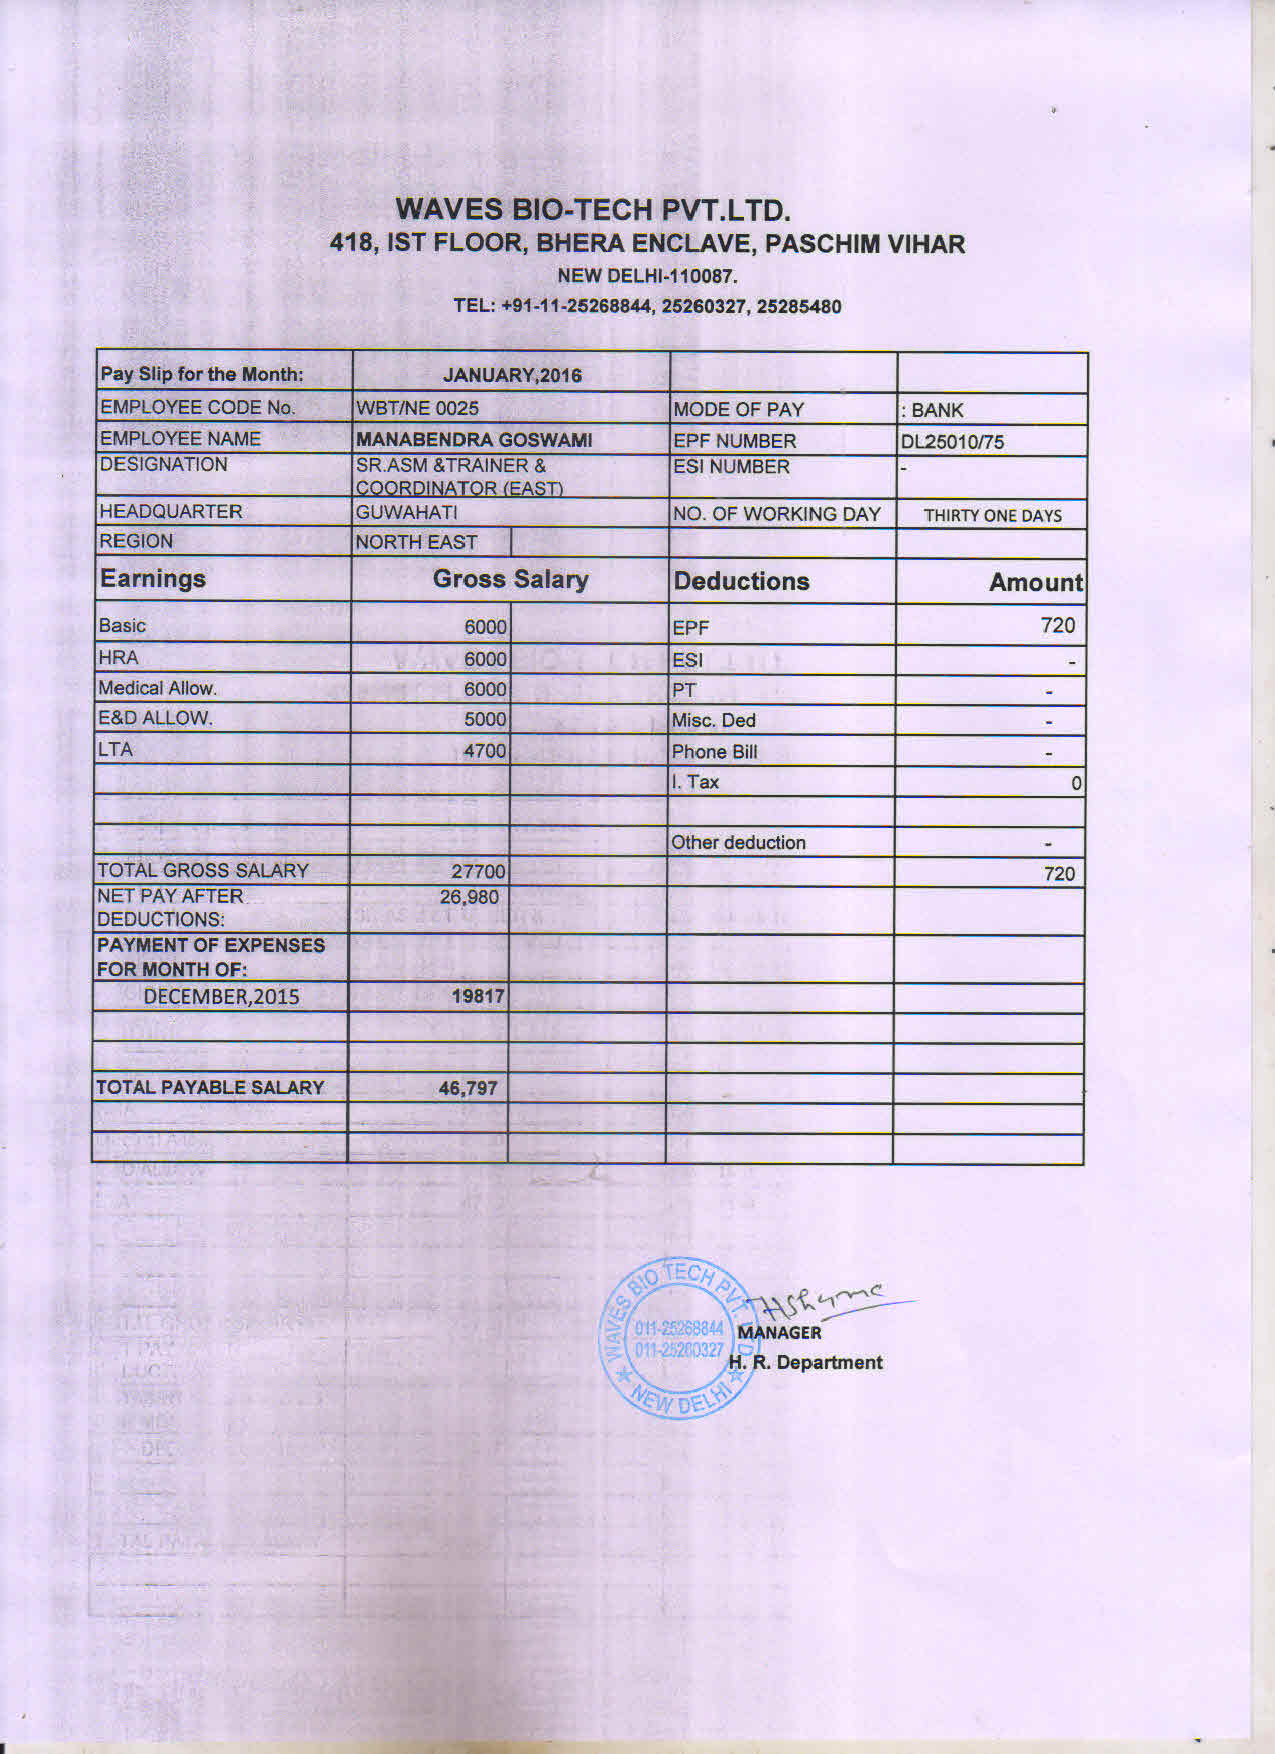 WAVES BIO-TECH PVT.LTD.
418, IST FLOOR, BHERA ENCLAVE, PASCHIM VIHAR
NEW DELHI-110087.
TEL: +91-11-25268844, 25260327, 25285480
Pay Slip for the Month: JANUARY,2016
EMPLOYEE CODE No. WBT/NE 0025 MODE OF PAY : BANK
EMPLOYEE NAME MANABENDRA GOSWAMI EPF NUMBER DL25010/75
DESIGNATION SR.ASM &TRAINER & ESI NUMBER -
COORDINATOR (EAST)
HEADQUARTER GUWAHATI NO. OF WORKING DAY THIRTY ONE DAYS
REGION NORTH EAST
Earnings Gross Salary Deductions Amount
Basic 6000 EPF 720
HRA 6000 ESI -
Medical Allow. 6000 PT -
E&D ALLOW. 5000 Misc. Ded -
LTA 4700 Phone Bill -
I. Tax 0
Other deduction -
TOTAL GROSS SALARY 27700 720
NET PAY AFTER 26,980
DEDUCTIONS:
PAYMENT OF EXPENSES
FOR MONTH OF:
DECEMBER,2015 19817
TOTAL PAYABLE SALARY 46,797
WAVES BIO TECH PVT. LTD
011-25268844
011-25260327
NEW DELHI
MANAGER
H. R. Department